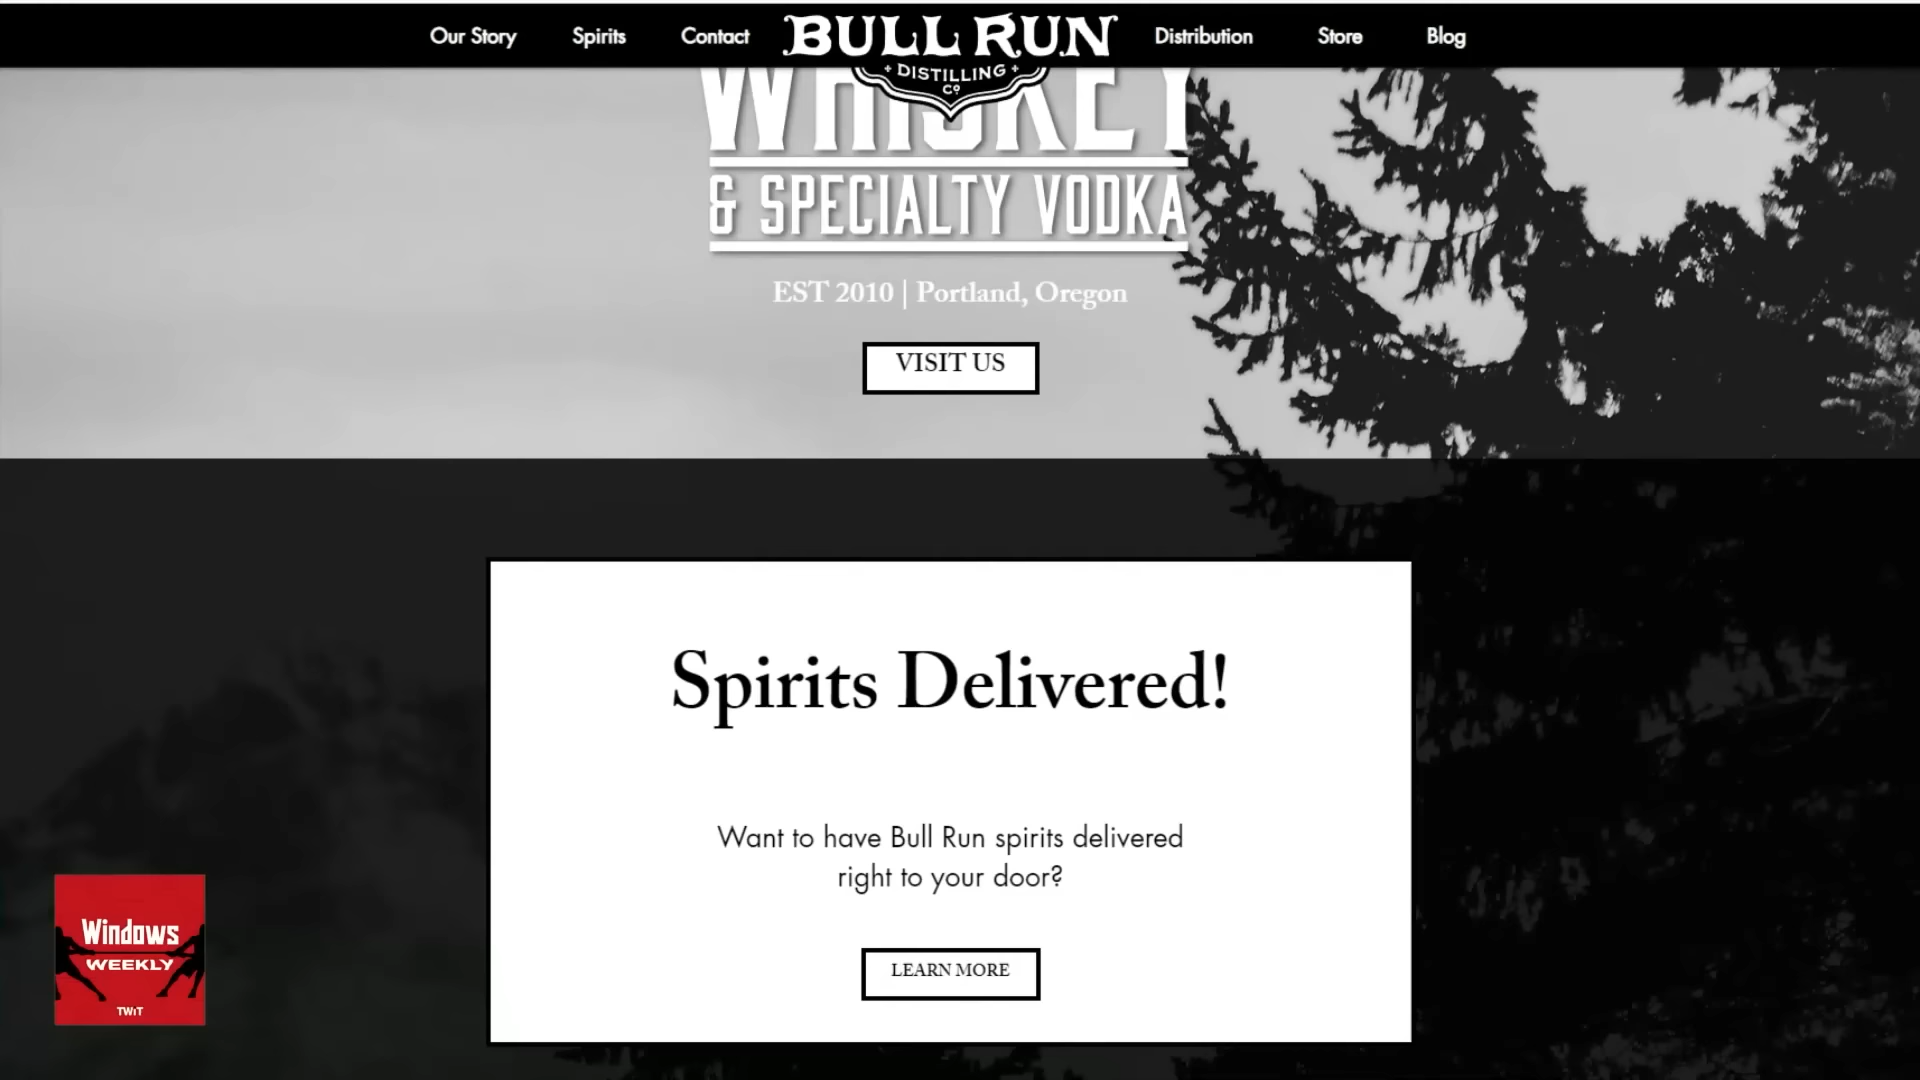 Our Story Spirits Contact BULL RUN Distribution Store Blog
+ DISTILLING +
CO
WHISKEY
& SPECIALTY VODKA
EST 2010 | Portland, Oregon
VISIT US
Spirits Delivered!
Want to have Bull Run spirits delivered
right to your door?
LEARN MORE
Windows
WEEKLY
TWiT